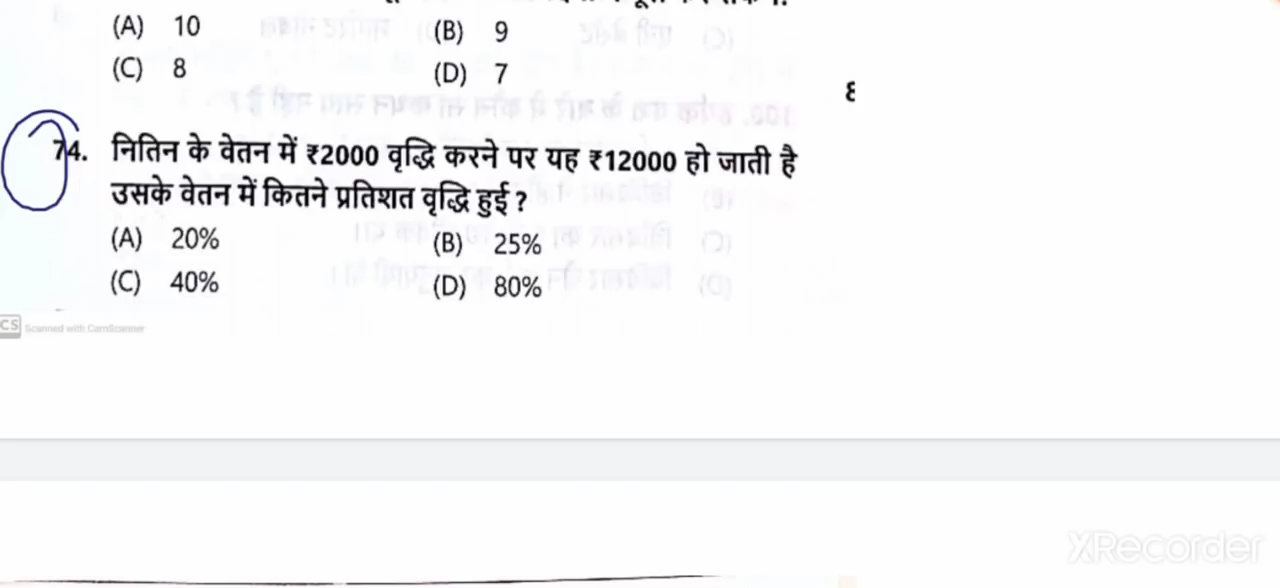 (A) 10 (B) 9
(C) 8 (D) 7
8
74. नितिन के वेतन में ₹2000 वृद्धि करने पर यह ₹12000 हो जाती है
उसके वेतन में कितने प्रतिशत वृद्धि हुई ?
(A) 20% (B) 25%
(C) 40% (D) 80%
CS Scanned with CamScanner
XRecorder